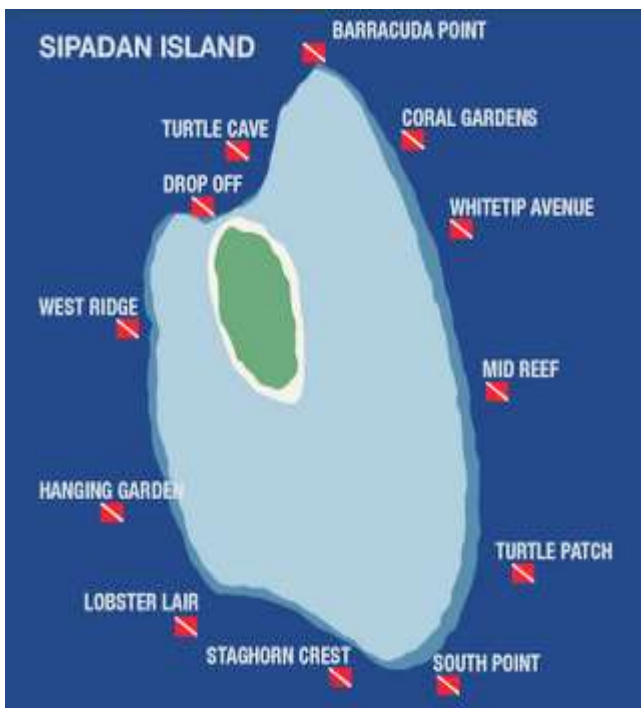 BARRACUDA POINT
SIPADAN ISLAND
CORAL GARDENS
TURTLE CAVE
DROP OFF
WHITETIP AVENUE
WEST RIDGE
MID REEF
HANGING GARDEN
TURTLE PATCH
LOBSTER LAIR
STAGHORN CREST
SOUTH POINT